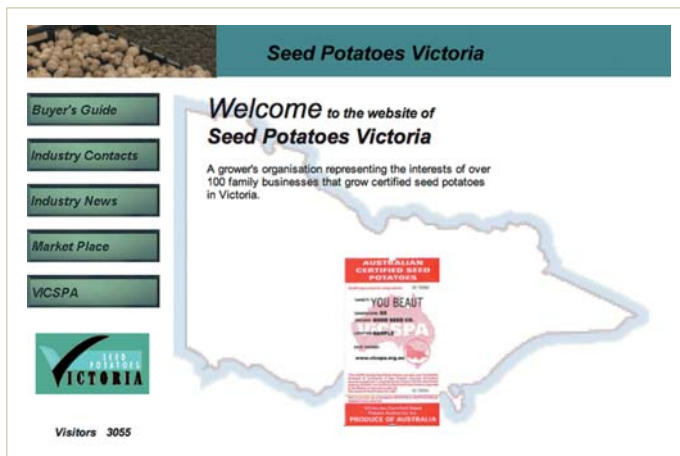 Seed Potatoes Victoria
Buyer's Guide
Industry Contacts
Industry News
Market Place
VICSPA
Welcome to the website of
Seed Potatoes Victoria
A grower's organisation representing the interests of over
100 family businesses that grow certified seed potatoes
in Victoria.
AUSTRALIAN
CERTIFIED SEED
POTATOES
YOU BEAUT
GOOD SEED CO.
SAMPLE
VICSPA
www.vicspa.org.au
PRODUCE OF AUSTRALIA
SEED
POTATOES
VICTORIA
Visitors 3055